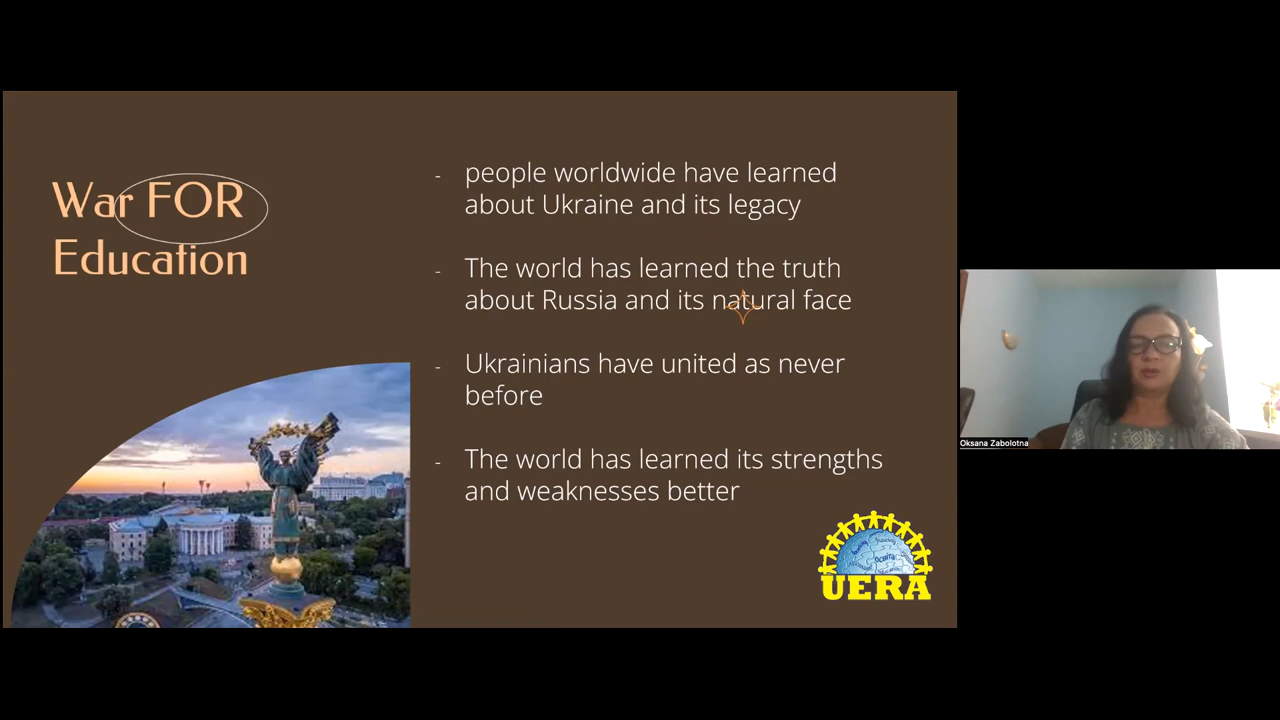 War FOR
Education
- people worldwide have learned
about Ukraine and its legacy
- The world has learned the truth
about Russia and its natural face
- Ukrainians have united as never
before
- The world has learned its strengths
and weaknesses better
Освіта
UERA
Oksana Zabolotna